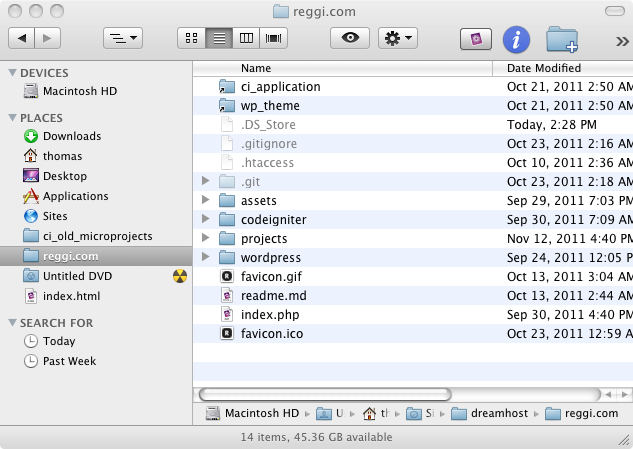 reggi.com
Name Date Modified
DEVICES
Macintosh HD
PLACES
Downloads
thomas
Desktop
Applications
Sites
ci_old_microprojects
reggi.com
Untitled DVD
index.html
SEARCH FOR
Today
Past Week
ci_application Oct 21, 2011 2:50 AM
wp_theme Oct 21, 2011 2:50 AM
.DS_Store Today, 2:28 PM
.gitignore Oct 23, 2011 2:16 AM
.htaccess Oct 10, 2011 2:36 AM
.git Oct 23, 2011 2:18 AM
assets Sep 29, 2011 7:03 PM
codeigniter Sep 30, 2011 7:09 AM
projects Nov 12, 2011 4:40 PM
wordpress Sep 24, 2011 12:05 P
favicon.gif Oct 13, 2011 3:04 AM
readme.md Oct 13, 2011 2:44 AM
index.php Sep 30, 2011 4:40 PM
favicon.ico Oct 23, 2011 12:59 A
Macintosh HD U th Si dreamhost reggi.com
14 items, 45.36 GB available